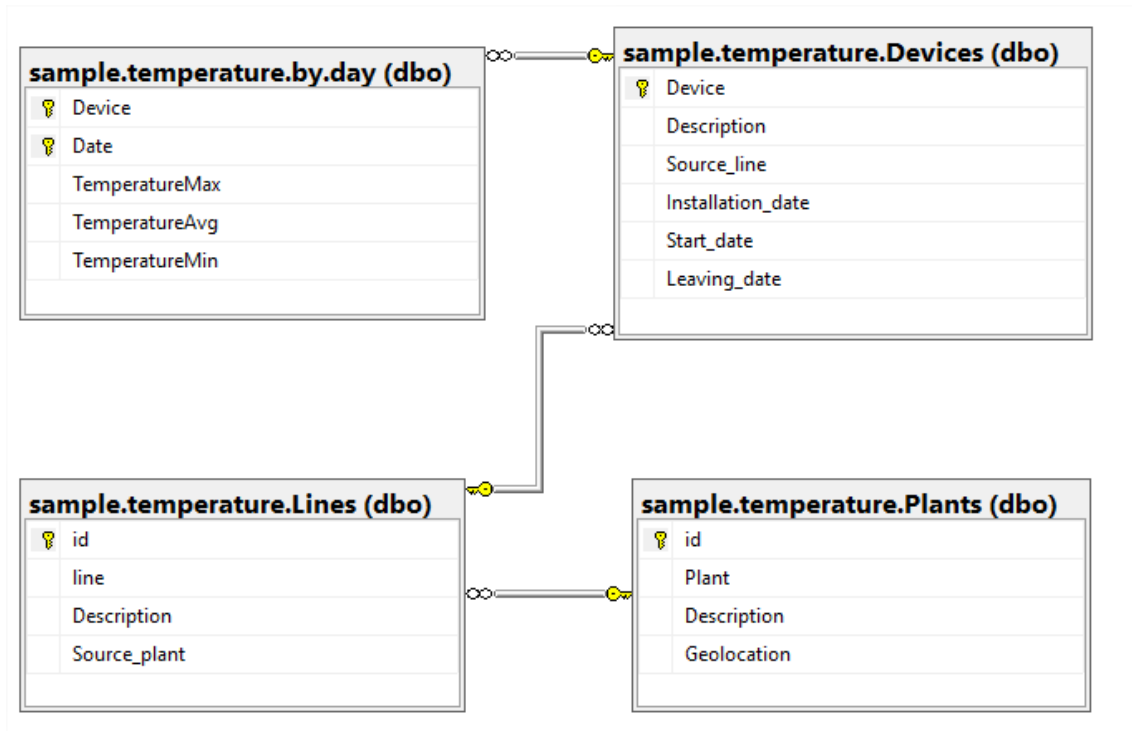 sample.temperature.by.day (dbo)
Device
Date
TemperatureMax
TemperatureAvg
TemperatureMin
sample.temperature.Devices (dbo)
Device
Description
Source_line
Installation_date
Start_date
Leaving_date
sample.temperature.Lines (dbo)
id
line
Description
Source_plant
sample.temperature.Plants (dbo)
id
Plant
Description
Geolocation